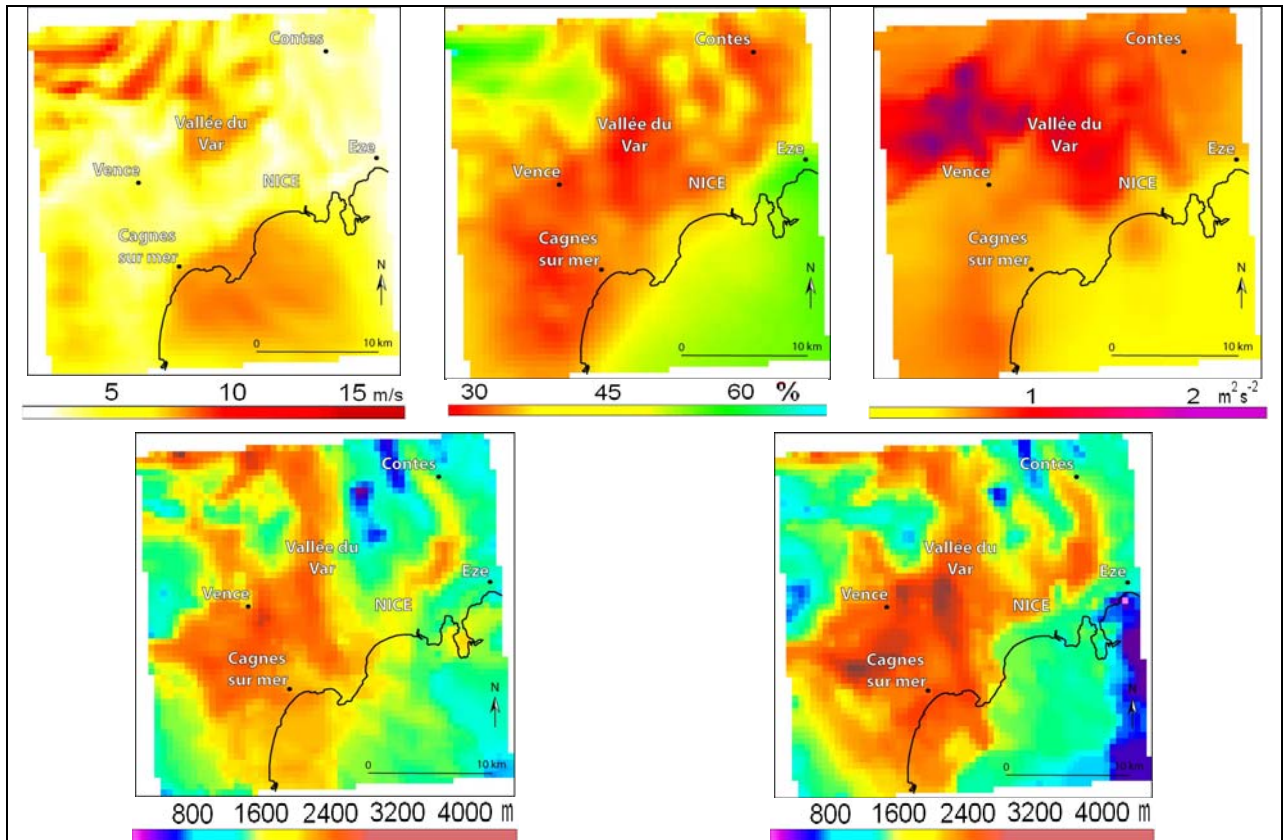 Contes
Vallée du
Var
Vence
Eze
NICE
Cagnes
sur mer
N
0 10 km
5 10 15 m/s
Contes
Vallée du
Var
Vence
Eze
NICE
Cagnes
sur mer
N
0 10 km
30 45 60 %
Contes
Vallée du
Var
Vence
Eze
NICE
Cagnes
sur mer
N
0 10 km
1 2 m²s⁻²
Contes
Vallée du
Var
Vence
Eze
NICE
Cagnes
sur mer
N
0 10 km
800 1600 2400 3200 4000 m
Contes
Vallée du
Var
Vence
Eze
NICE
Cagnes
sur mer
N
0 10 km
800 1600 2400 3200 4000 m